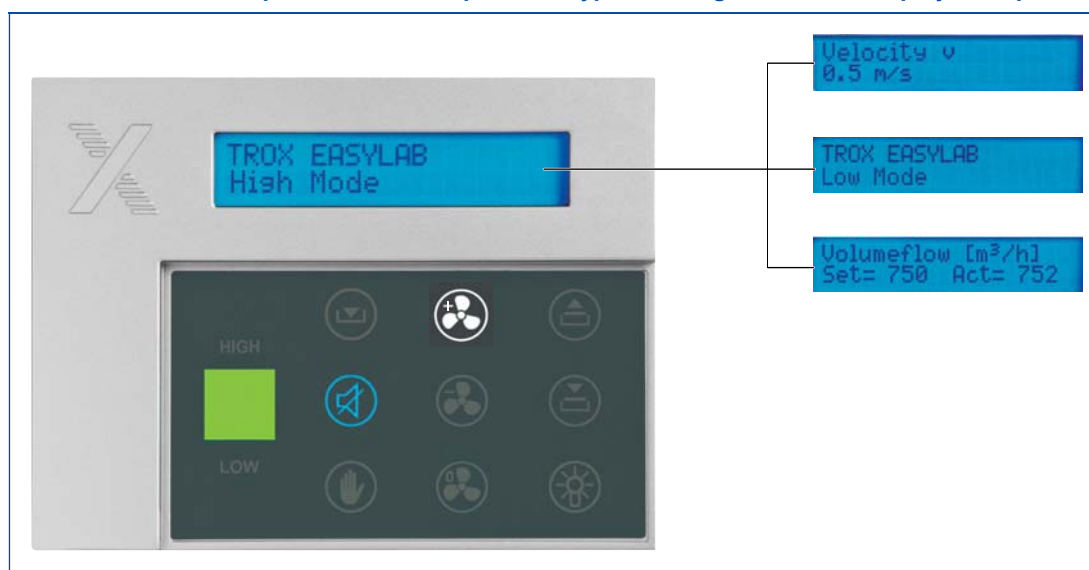 TROX EASYLAB
High Mode
HIGH
LOW
+
-
0
Velocity v
0.5 m/s
TROX EASYLAB
Low Mode
Volumeflow [m³/h]
Set= 750 Act= 752